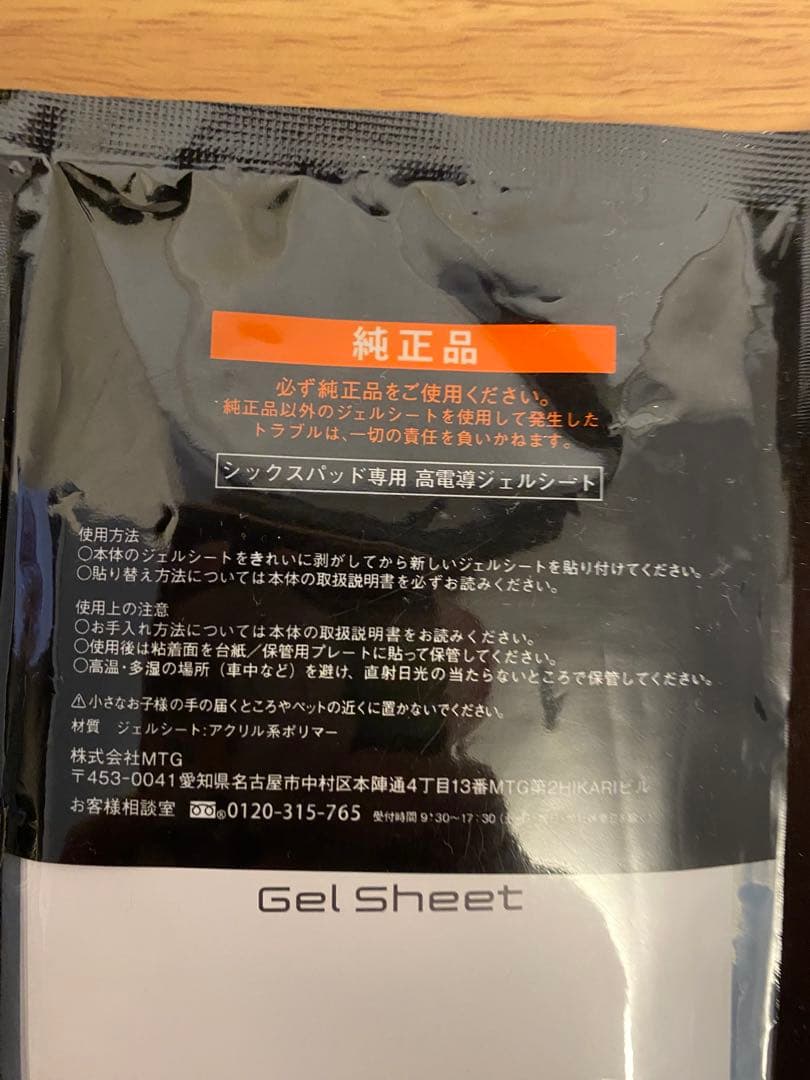 純正品
必ず純正品をご使用ください。
純正品以外のジェルシートを使用して発生した
トラブルは、一切の責任を負いかねます。
シックスパッド専用 高電導ジェルシート
使用方法
○本体のジェルシートをきれいに剥がしてから新しいジェルシートを貼り付けてください。
○貼り替え方法については本体の取扱説明書を必ずお読みください。
使用上の注意
○お手入れ方法については本体の取扱説明書をお読みください。
○使用後は粘着面を台紙/保管用プレートに貼って保管してください。
○高温・多湿の場所(車中など)を避け、直射日光の当たらないところで保管してください。
⚠小さなお子様の手の届くところやペットの近くに置かないでください。
材質 ジェルシート:アクリル系ポリマー
株式会社MTG
〒453-0041愛知県名古屋市中村区本陣通4丁目13番MTG第2HIKARIビル
お客様相談室 ®0120-315-765 受付時間 9:30~17:30
Gel Sheet